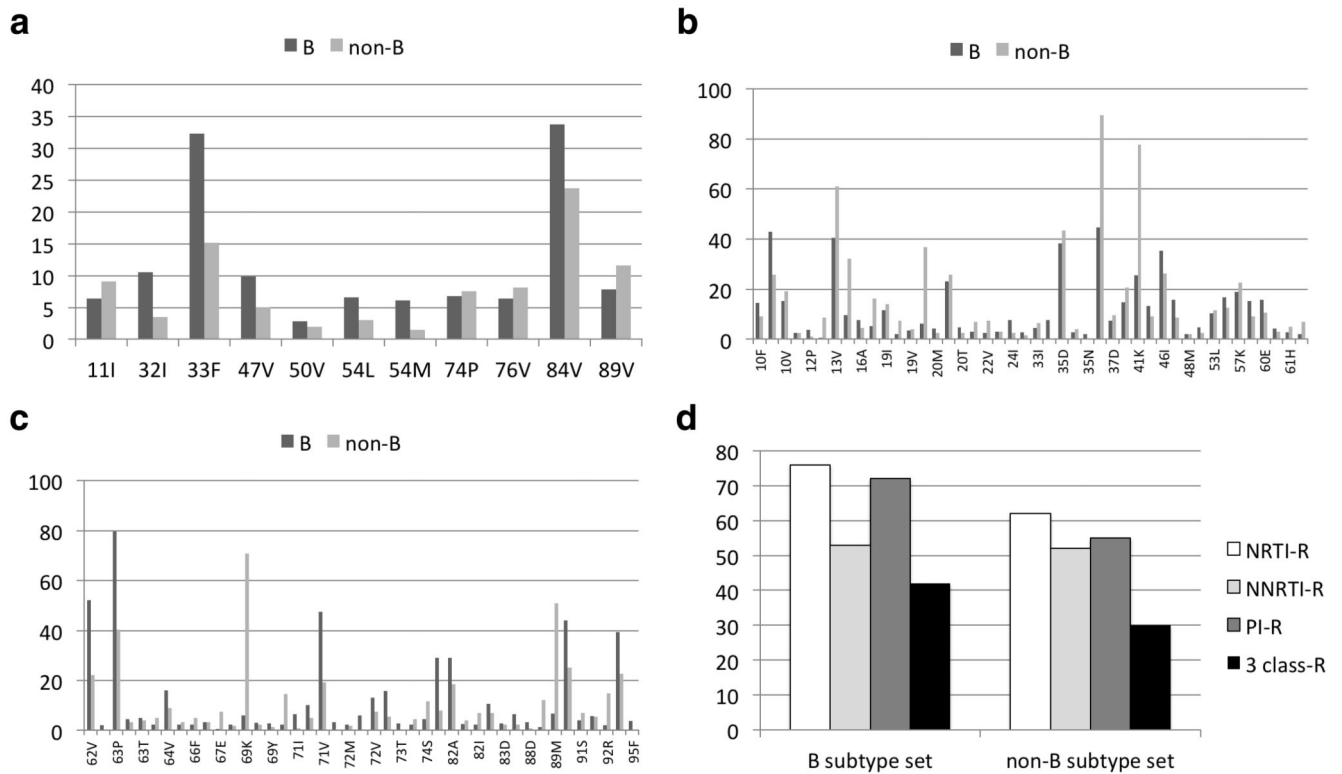 a
B non-B
40
35
30
25
20
15
10
5
0
11I 32I 33F 47V 50V 54L 54M 74P 76V 84V 89V
b
B non-B
100
80
60
40
20
0
10F 10V 12P 13V 16A 19I 19V 20M 20T 22V 24I 33I 35D 35N 37D 41K 46I 48M 53L 57K 60E 61H
c
B non-B
100
80
60
40
20
0
62V 63P 63T 64V 66F 67E 69K 69Y 71I 71V 72M 72V 73T 74S 82A 82I 83D 88D 89M 91S 92R 95F
d
80
70
60
50
40
30
20
10
0
B subtype set non-B subtype set
NRTI-R
NNRTI-R
PI-R
3 class-R